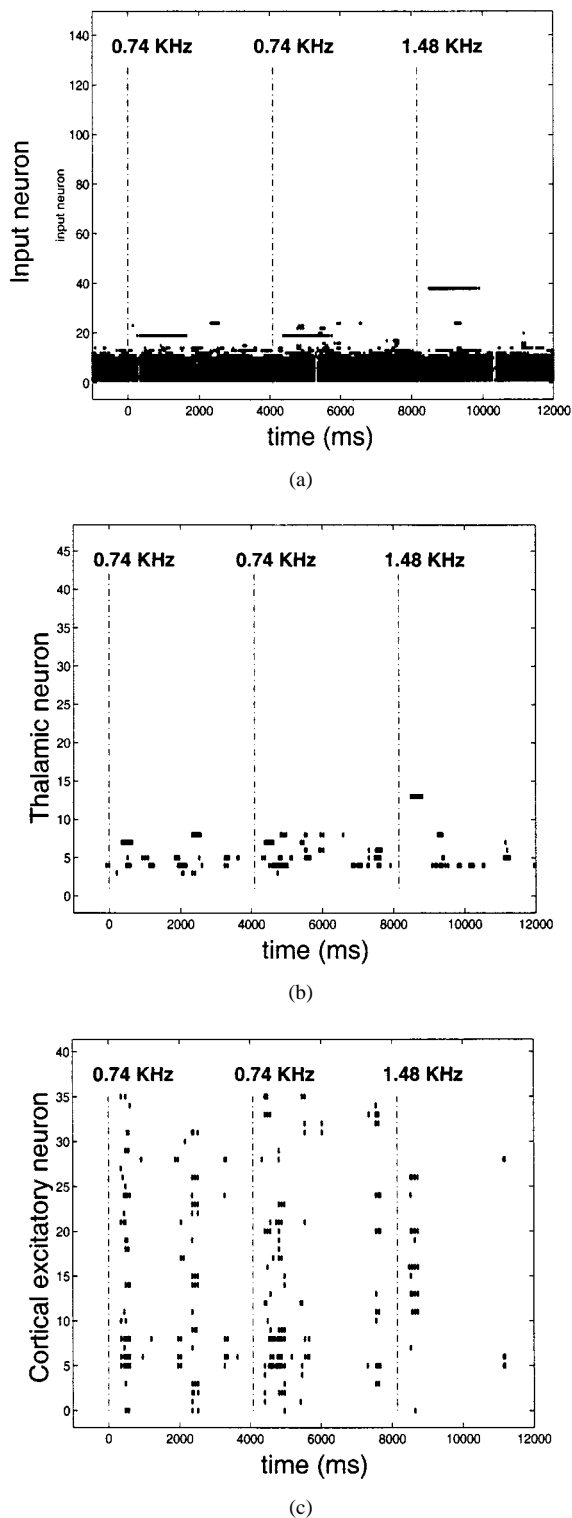 140
120
100
80
60
40
20
0
0.74 KHz 0.74 KHz 1.48 KHz
Input neuron
input neuron
0 2000 4000 6000 8000 10000 12000
time (ms)
(a)
45
40
35
30
25
20
15
10
5
0
0.74 KHz 0.74 KHz 1.48 KHz
Thalamic neuron
0 2000 4000 6000 8000 10000 12000
time (ms)
(b)
40
35
30
25
20
15
10
5
0
0.74 KHz 0.74 KHz 1.48 KHz
Cortical excitatory neuron
0 2000 4000 6000 8000 10000 12000
time (ms)
(c)